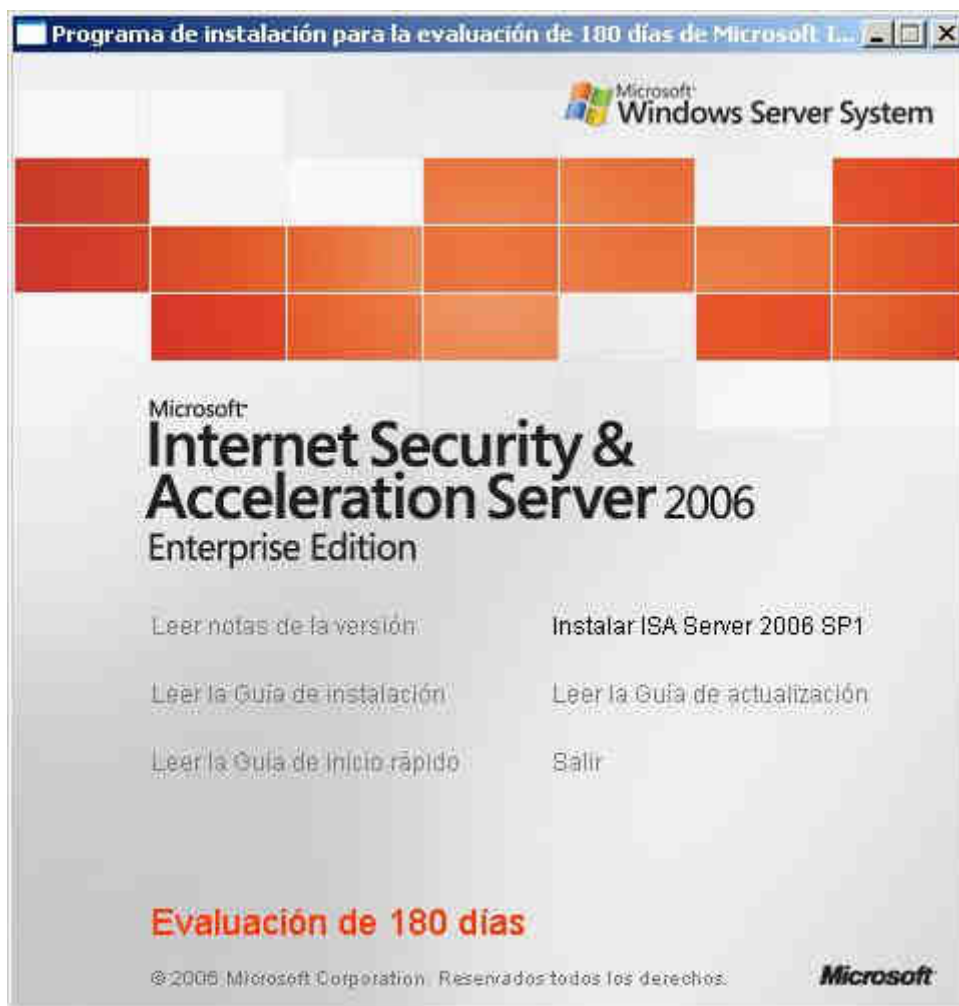 Programa de instalación para la evaluación de 180 días de Microsoft I...
Microsoft
Windows Server System
Microsoft
Internet Security &
Acceleration Server 2006
Enterprise Edition
Leer notas de la versión
Instalar ISA Server 2006 SP1
Leer la Guía de instalación
Leer la Guía de actualización
Leer la Guía de inicio rápido
Salir
Evaluación de 180 días
© 2006 Microsoft Corporation. Reservados todos los derechos.
Microsoft